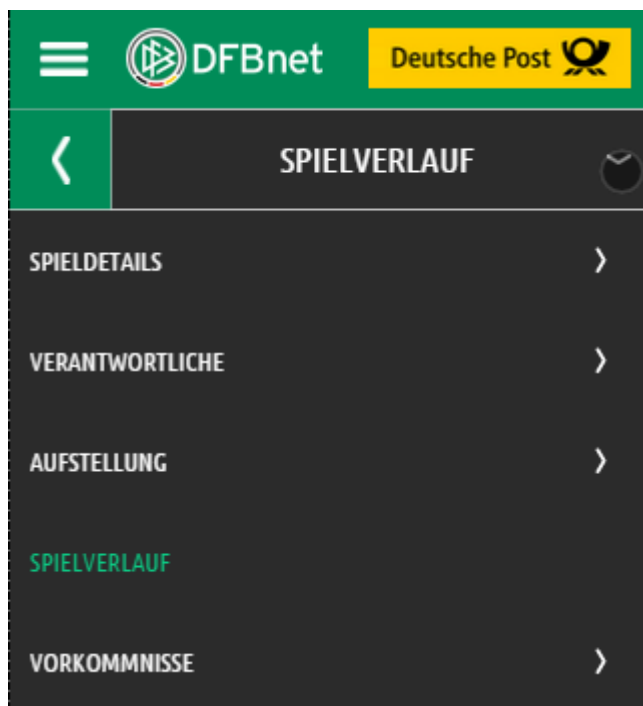 DFBnet
Deutsche Post
SPIELVERLAUF
SPIELDETAILS
VERANTWORTLICHE
AUFSTELLUNG
SPIELVERLAUF
VORKOMMNISSE